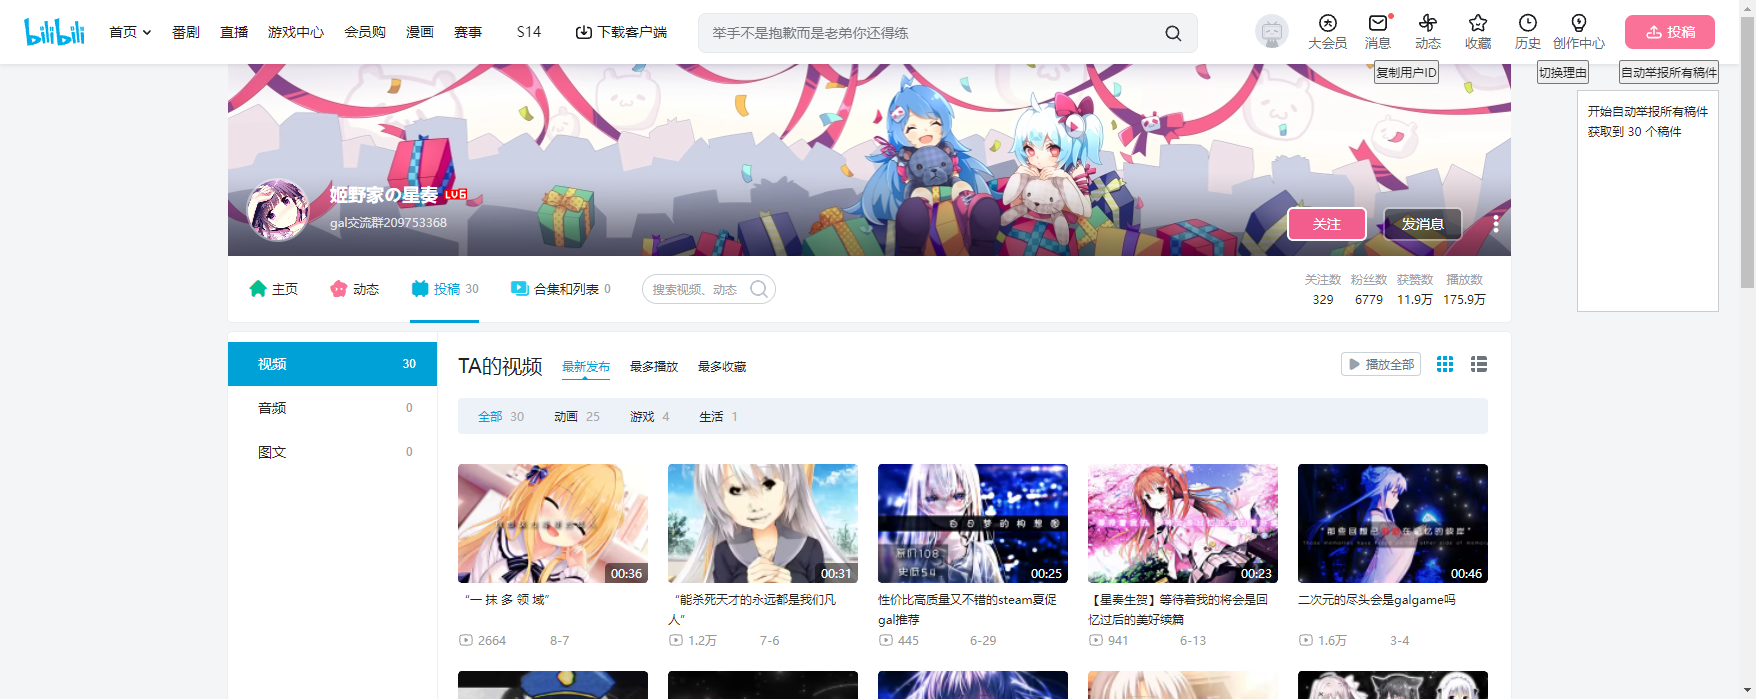 bilibili
首页
番剧
直播
游戏中心
会员购
漫画
赛事
S14
下载客户端
举手不是抱歉而是老弟你还得练
大会员
消息
动态
收藏
历史
创作中心
投稿
复制用户ID
切换理由
自动举报所有稿件
开始自动举报所有稿件
获取到 30 个稿件
姬野家の星奏 LV6
gal交流群209753368
关注
发消息
主页
动态
投稿 30
合集和列表 0
搜索视频、动态
关注数 粉丝数 获赞数 播放数
329 6779 11.9万 175.9万
视频 30
音频 0
图文 0
TA的视频
最新发布
最多播放
最多收藏
播放全部
全部 30
动画 25
游戏 4
生活 1
00:36
00:31
白日梦的构想图
原价108
史低54
00:25
00:23
00:46
“一 抹 多 领 域”
“能杀死天才的永远都是我们凡
人”
性价比高质量又不错的steam夏促
gal推荐
【星奏生贺】等待着我的将会是回
忆过后的美好续篇
二次元的尽头会是galgame吗
2664 8-7
1.2万 7-6
445 6-29
941 6-13
1.6万 3-4